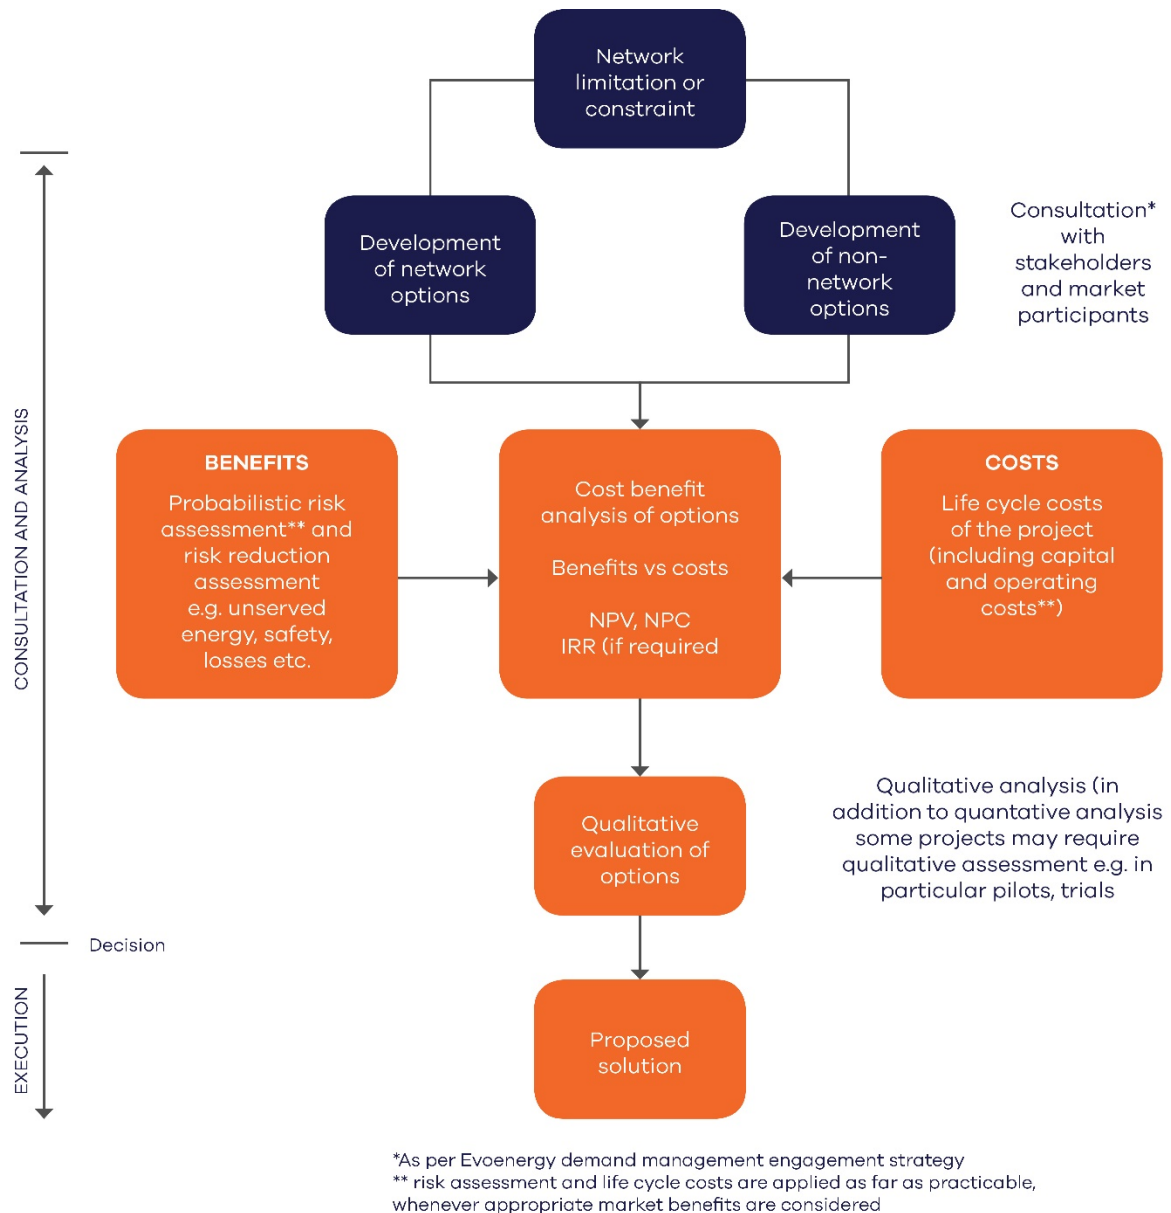 Network
limitation or
constraint
Development
of network
options
Development
of non-
network
options
Consultation*
with
stakeholders
and market
participants
CONSULTATION AND ANALYSIS
BENEFITS
Probabilistic risk
assessment** and
risk reduction
assessment
e.g. unserved
energy, safety,
losses etc.
Cost benefit
analysis of options
Benefits vs costs
NPV, NPC
IRR (if required
COSTS
Life cycle costs
of the project
(including capital
and operating
costs**)
Qualitative
evaluation of
options
Qualitative analysis (in
addition to quantative analysis
some projects may require
qualitative assessment e.g. in
particular pilots, trials
Decision
EXECUTION
Proposed
solution
*As per Evoenergy demand management engagement strategy
** risk assessment and life cycle costs are applied as far as practicable,
whenever appropriate market benefits are considered